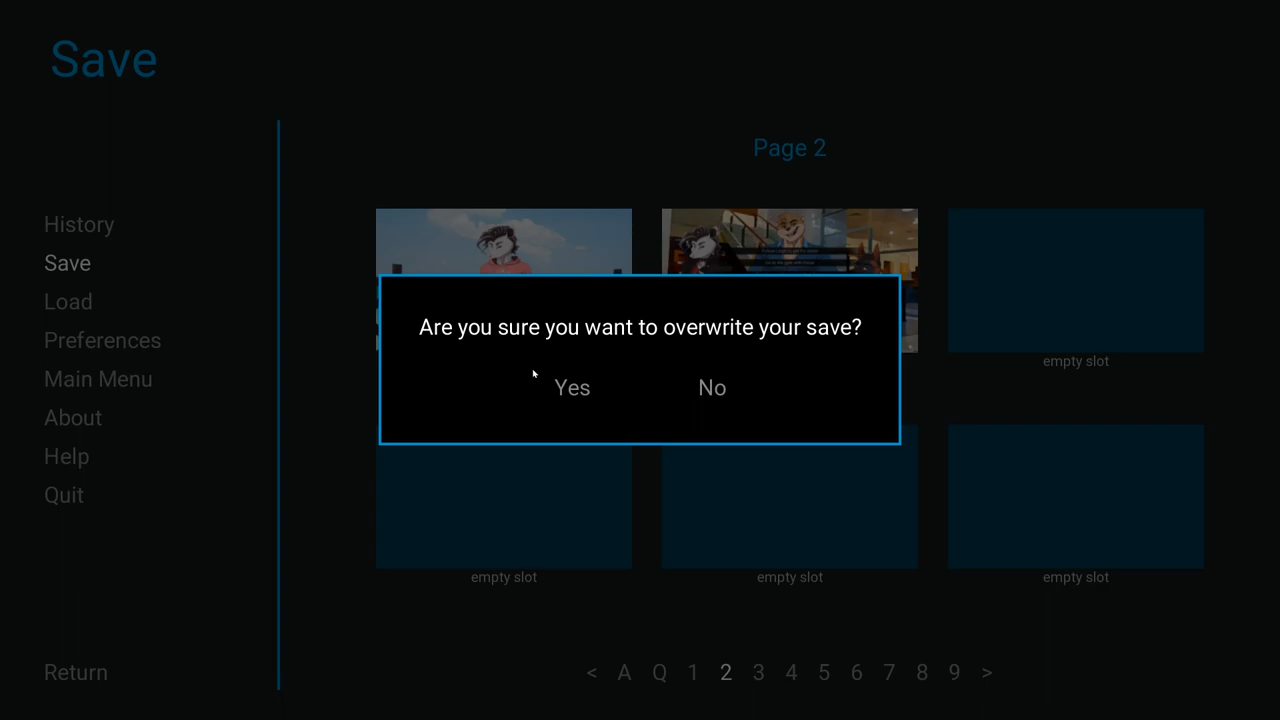 Save
Page 2
History
Save
Load
Preferences
Main Menu
About
Help
Quit
Are you sure you want to overwrite your save?
Yes No
empty slot
empty slot empty slot empty slot
Return
< A Q 1 2 3 4 5 6 7 8 9 >